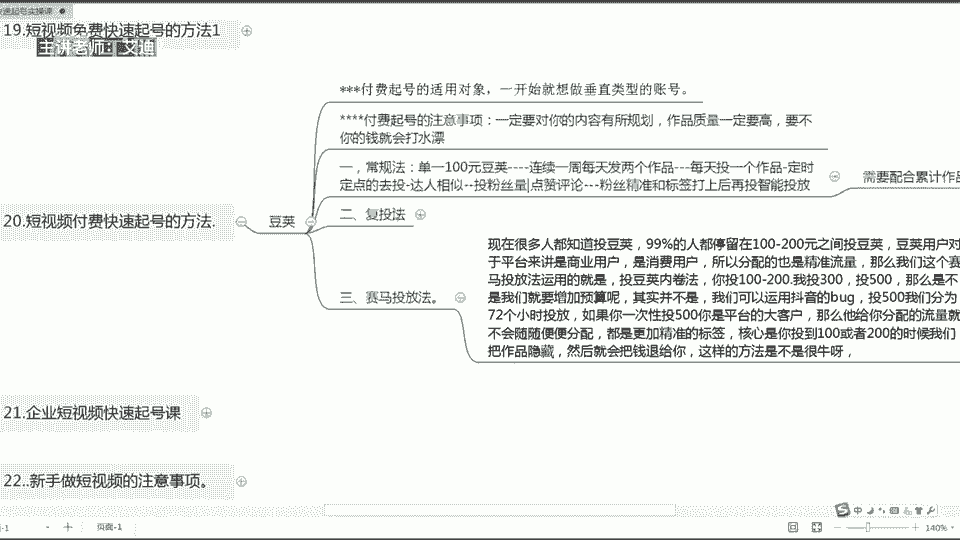 速起号实操课
19.短视频免费快速起号的方法1
主讲老师：艾迪
***付费起号的适用对象，一开始就想做垂直类型的账号。
****付费起号的注意事项：一定要对你的内容有所规划，作品质量一定要高，要不
你的钱就会打水漂
一，常规法：单一100元豆荚----连续一周每天发两个作品---每天投一个作品-定时
定点的去投-达人相似--投粉丝量|点赞评论---粉丝精准和标签打上后再投智能投放
需要配合累计作品
20.短视频付费快速起号的方法.
豆荚
二、复投法
三、赛马投放法。
现在很多人都知道投豆荚，99%的人都停留在100-200元之间投豆荚，豆荚用户对
于平台来讲是商业用户，是消费用户，所以分配的也是精准流量，那么我们这个赛
马投放法运用的就是，投豆荚内卷法，你投100-200.我投300，投500，那么是不
是我们就要增加预算呢，其实并不是，我们可以运用抖音的bug，投500我们分为
72个小时投放，如果你一次性投500你是平台的大客户，那么他给你分配的流量就
不会随随便便分配，都是更加精准的标签，核心是你投到100或者200的时候我们
把作品隐藏，然后就会把钱退给你，这样的方法是不是很牛呀，
21.企业短视频快速起号课
22..新手做短视频的注意事项。
页面-1
中
140%